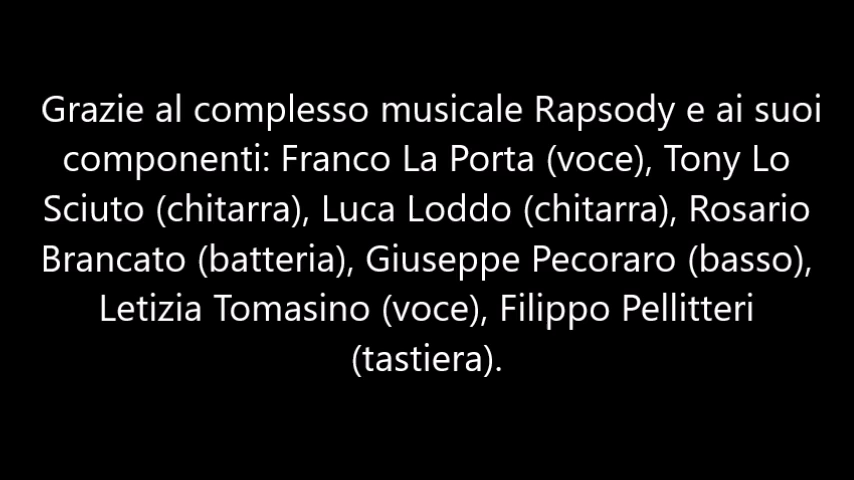 Grazie al complesso musicale Rapsody e ai suoi
componenti: Franco La Porta (voce), Tony Lo
Sciuto (chitarra), Luca Loddo (chitarra), Rosario
Brancato (batteria), Giuseppe Pecoraro (basso),
Letizia Tomasino (voce), Filippo Pellitteri
(tastiera).